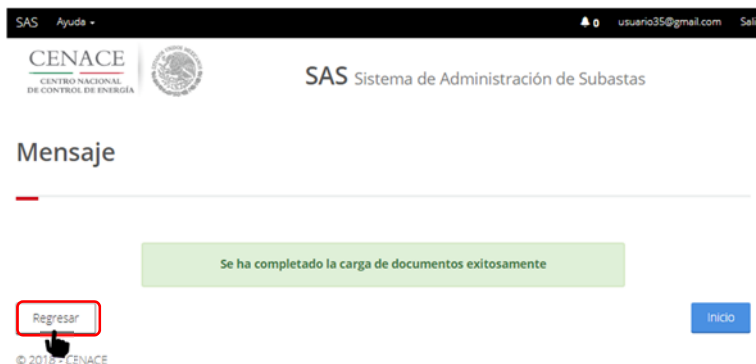 SAS Ayuda 0 usuario35@gmail.com Sali
CENACE
CENTRO NACIONAL
DE CONTROL DE ENERGÍA
SAS Sistema de Administración de Subastas
Mensaje
Se ha completado la carga de documentos exitosamente
Regresar Inicio
© 2018 - CENACE